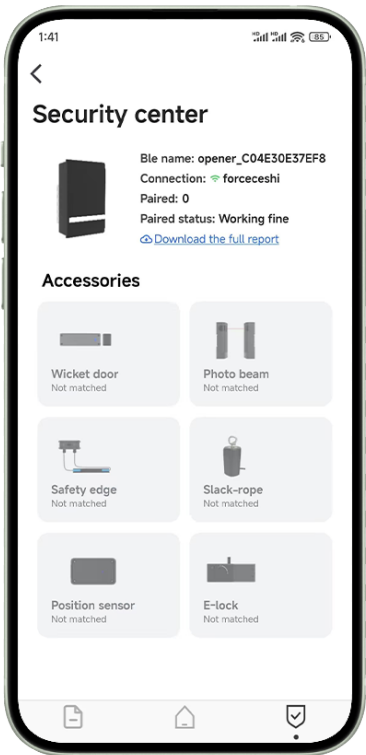 1:41
HD HD 85
Security center
Ble name: opener_C04E30E37EF8
Connection: forceceshi
Paired: 0
Paired status: Working fine
Download the full report
Accessories
Wicket door
Not matched
Photo beam
Not matched
Safety edge
Not matched
Slack-rope
Not matched
Position sensor
Not matched
E-lock
Not matched